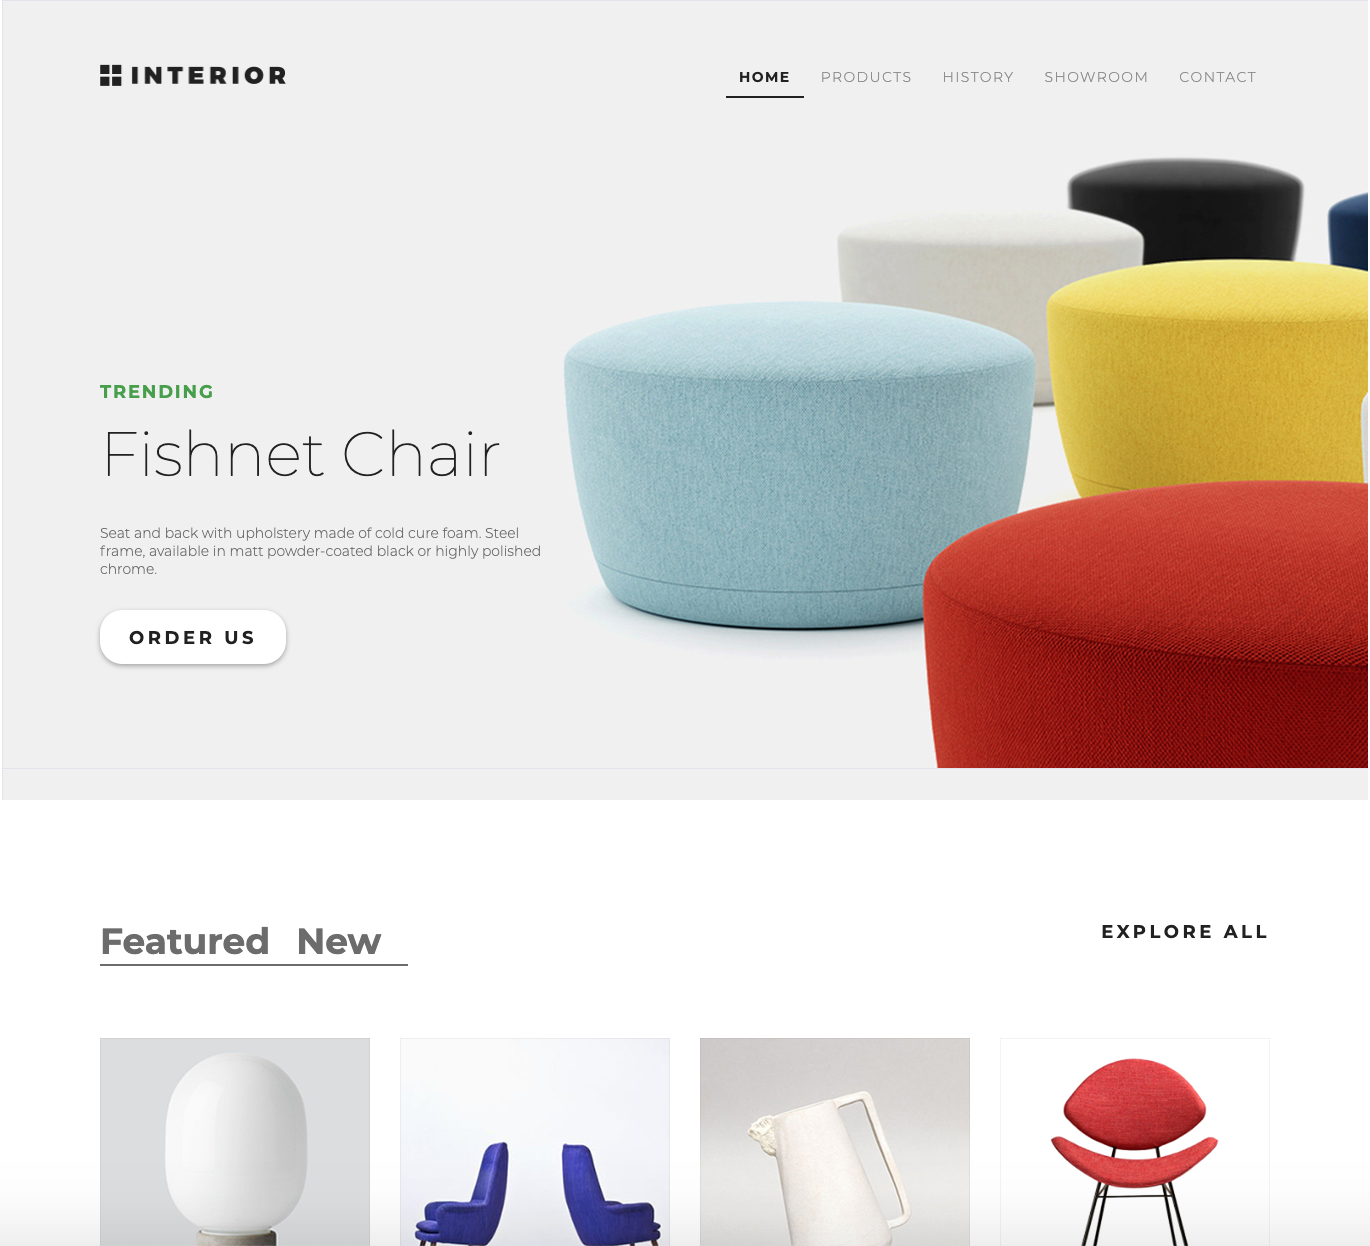 INTERIOR
HOME PRODUCTS HISTORY SHOWROOM CONTACT
TRENDING
Fishnet Chair
Seat and back with upholstery made of cold cure foam. Steel
frame, available in matt powder-coated black or highly polished
chrome.
ORDER US
Featured New
EXPLORE ALL